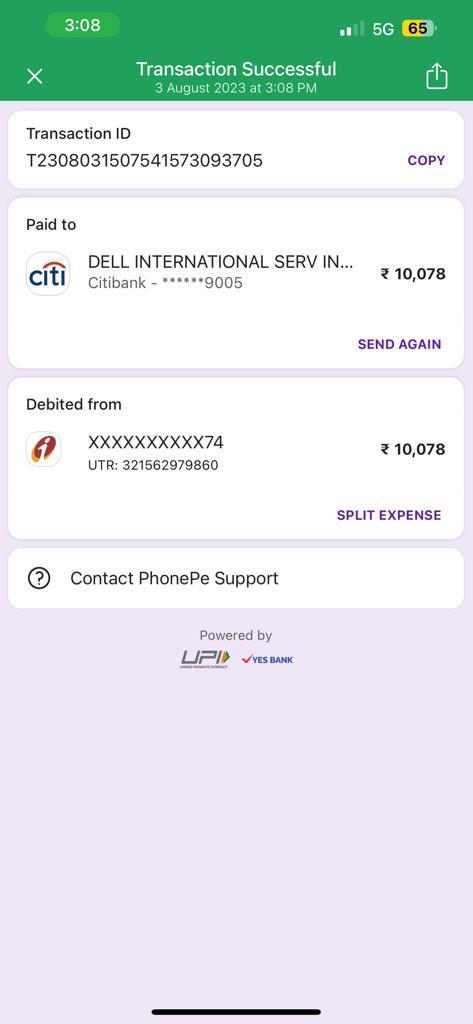 3:08
5G 65
Transaction Successful
3 August 2023 at 3:08 PM
Transaction ID
T2308031507541573093705
COPY
Paid to
citi
DELL INTERNATIONAL SERV IN...
Citibank - ******9005
₹ 10,078
SEND AGAIN
Debited from
XXXXXXXXXX74
UTR: 321562979860
₹ 10,078
SPLIT EXPENSE
Contact PhonePe Support
Powered by
UPI
UNIFIED PAYMENTS INTERFACE
YES BANK